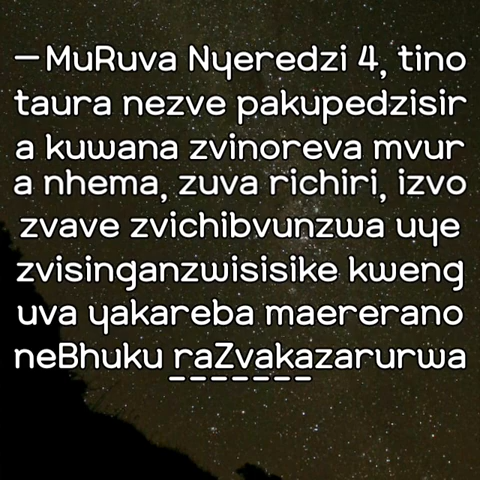 —MuRuva Nyeredzi 4, tino
taura nezve pakupedzisir
a kuwana zvinoreva mvur
a nhema, zuva richiri, izvo
zvave zvichibvunzwa uye
zvisinganzwisisike kweng
uva yakareba maererano
neBhuku raZvakazarurwa
-------